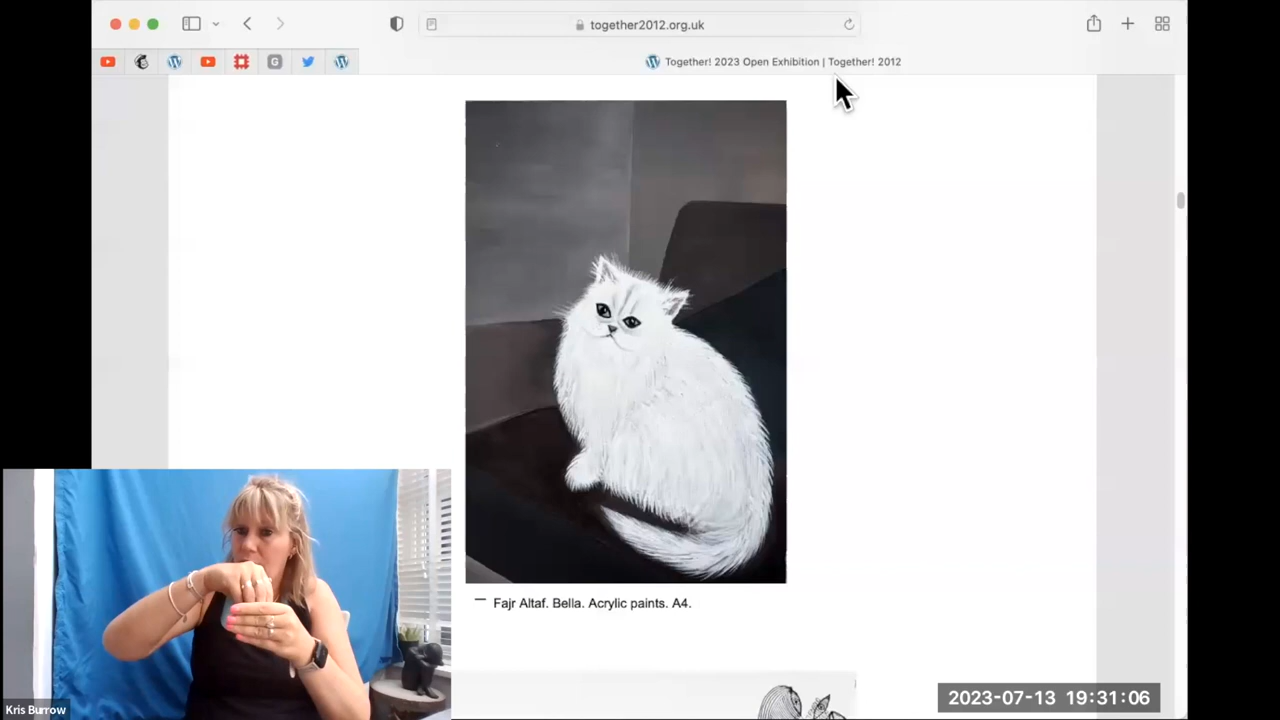 together2012.org.uk
G
Together! 2023 Open Exhibition | Together! 2012
— Fajr Altaf. Bella. Acrylic paints. A4.
Kris Burrow
2023-07-13 19:31:06